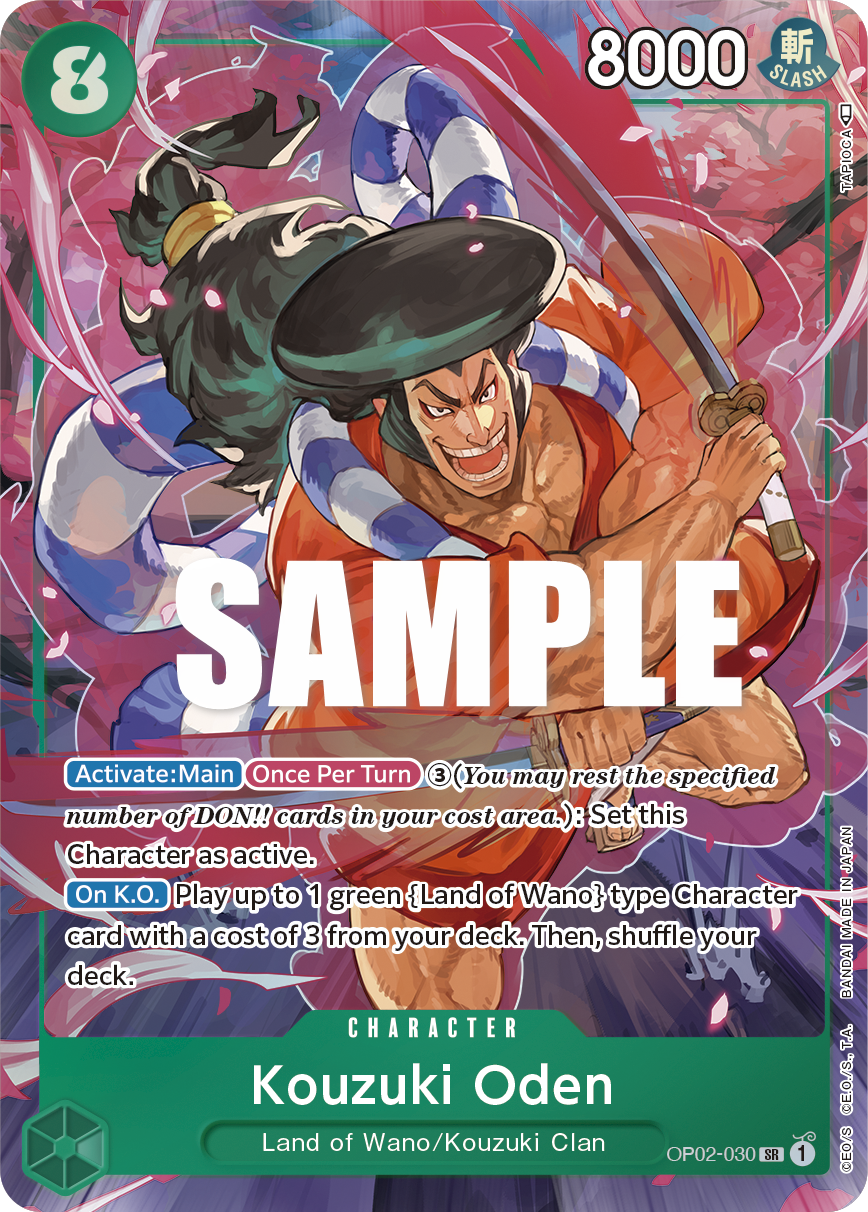 8
8000
斬
SLASH
TAPIOCA
SAMPLE
Activate:Main Once Per Turn ③(You may rest the specified
number of DON!! cards in your cost area.): Set this
Character as active.
On K.O. Play up to 1 green {Land of Wano} type Character
card with a cost of 3 from your deck. Then, shuffle your
deck.
CHARACTER
Kouzuki Oden
Land of Wano/Kouzuki Clan
OP02-030 SR 1
©EO/S ©E.O./S., T.A. BANDAI MADE IN JAPAN